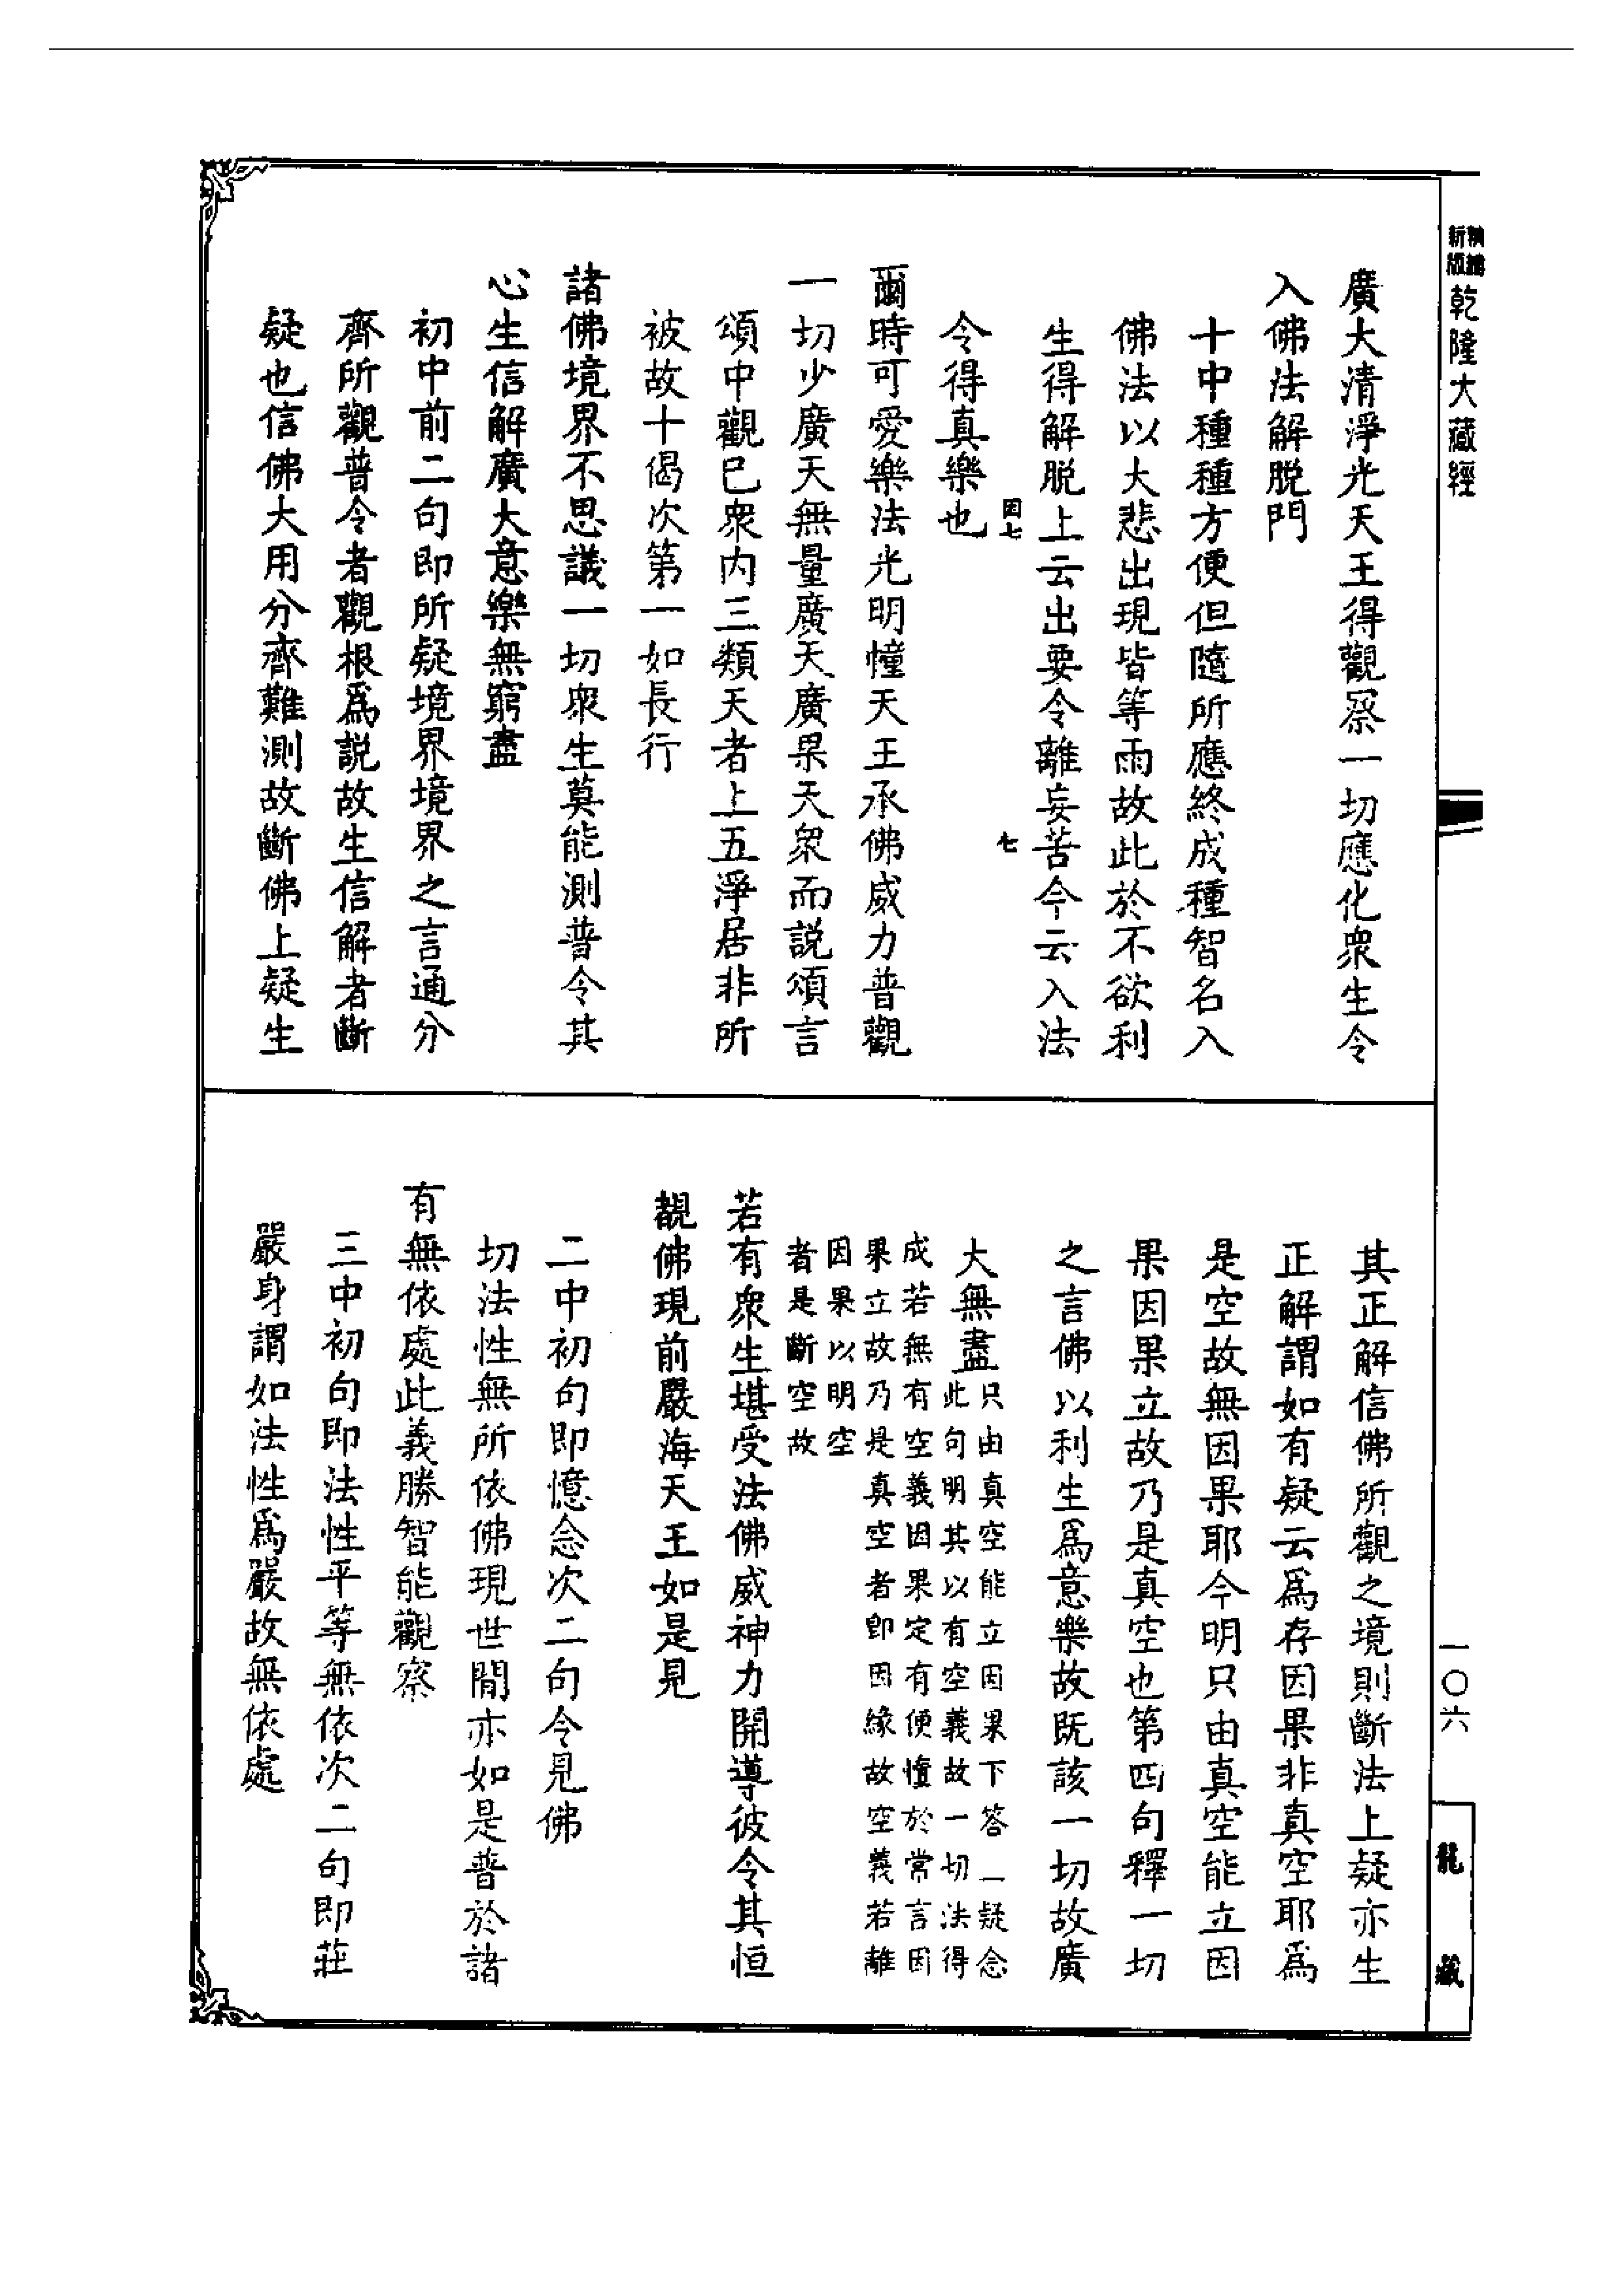 新版
乾隆大藏經
廣大清淨光天王得觀察一切應化眾生令
入佛法解脫門
十中種種方便但隨所應終成種智名入
佛法以大悲出現皆等雨故此於不欲利
生得解脫上云出要令離妄苦今云入法
因七
七
令得真樂也
爾時可愛樂法光明幢天王承佛威力普觀
一切少廣天無量廣天廣果天衆而說頌言
頌中觀已衆内三類天者上五淨居非所
被故十偈次第一如長行
諸佛境界不思議一切衆生莫能測普令其
心生信解廣大意樂無窮盡
初中前二句即所疑境界境界之言通分
齊所觀普令者觀根爲說故生信解者斷
疑也信佛大用分齊難測故斷佛上疑生
其正解信佛所觀之境則斷法上疑亦生
正解謂如有疑云爲存因果非真空耶爲
是空故無因果耶今明只由真空能立因
果因果立故乃是真空也第四句釋一切
之言佛以利生爲意樂故既該一切故廣
大無盡
只由真空能立因果下答一疑念
此句明其以有空義故一切法得
成若無有空義因果定有便墮於常言因
果立故乃是真空者即因緣故空義若離
因果以明空
者是斷空故
若有衆生堪受法佛威神力開導彼令其恒
覩佛現前嚴海天王如是見
二中初句即憶念次二句令見佛
切法性無所依佛現世間亦如是普於諸
有無依處此義勝智能觀察
三中初句即法性平等無依次二句即莊
嚴身謂如法性爲嚴故無依處
一〇六
龍藏